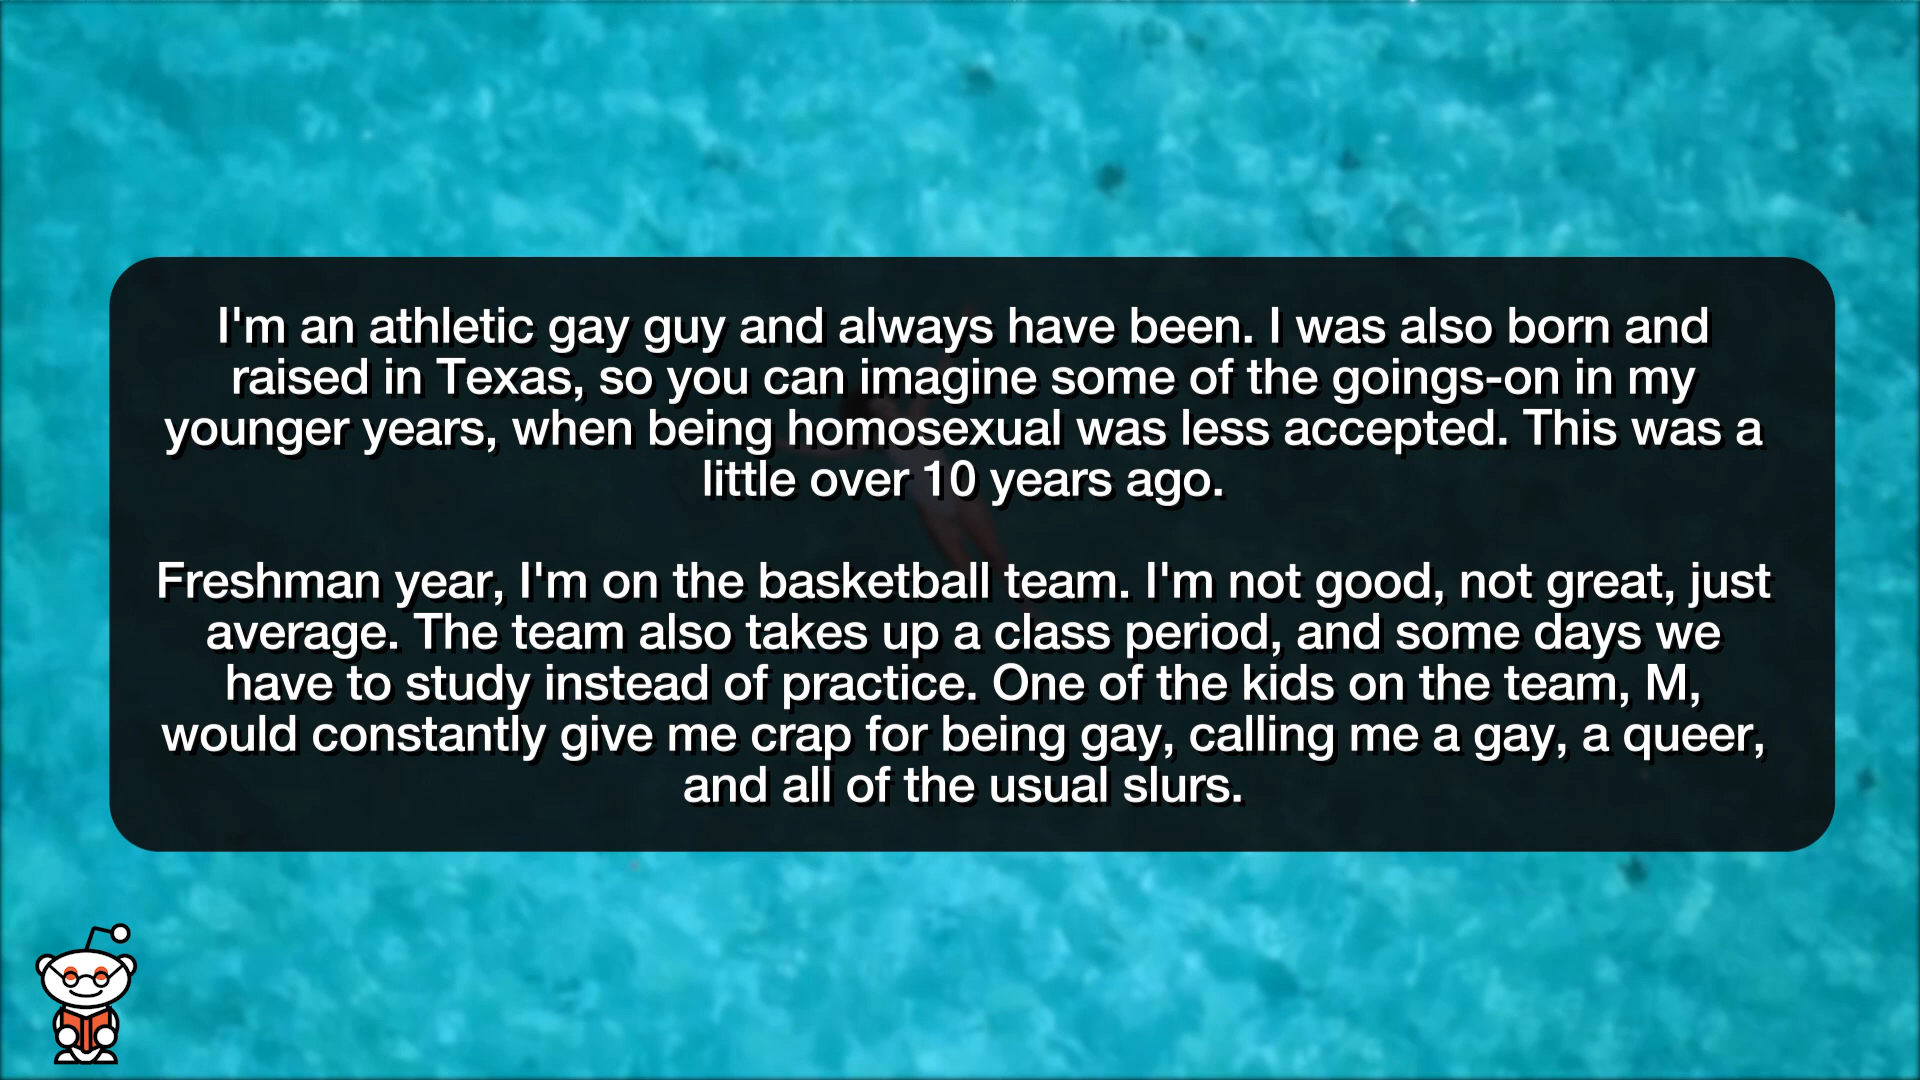 I'm an athletic gay guy and always have been. I was also born and
raised in Texas, so you can imagine some of the goings-on in my
younger years, when being homosexual was less accepted. This was a
little over 10 years ago.
Freshman year, I'm on the basketball team. I'm not good, not great, just
average. The team also takes up a class period, and some days we
have to study instead of practice. One of the kids on the team, M,
would constantly give me crap for being gay, calling me a gay, a queer,
and all of the usual slurs.